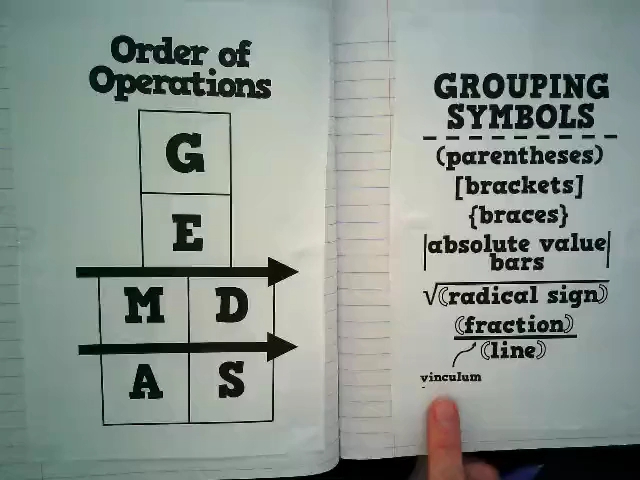 Order of
Operations
G
E
M D
A S
GROUPING
SYMBOLS
(parentheses)
[brackets]
{braces}
|absolute value|
bars
√((radical sign))
((fraction))
((line))
vinculum